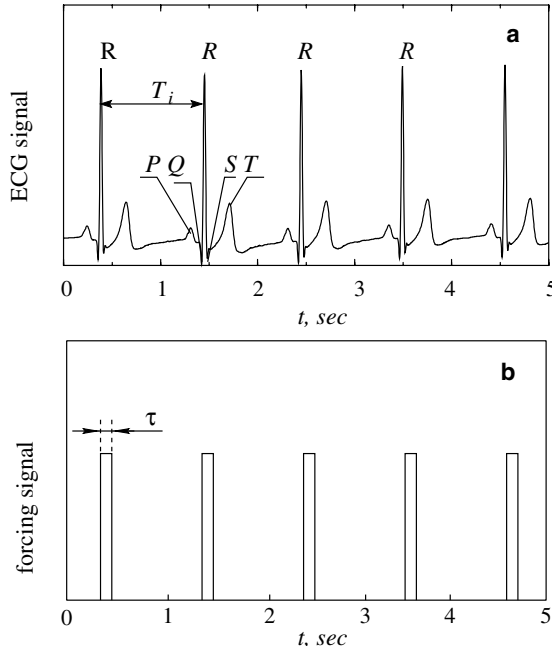 a
R R R R
T i
P Q S T
ECG signal
0 1 2 3 4 5
t, sec
b
τ
forcing signal
0 1 2 3 4 5
t, sec